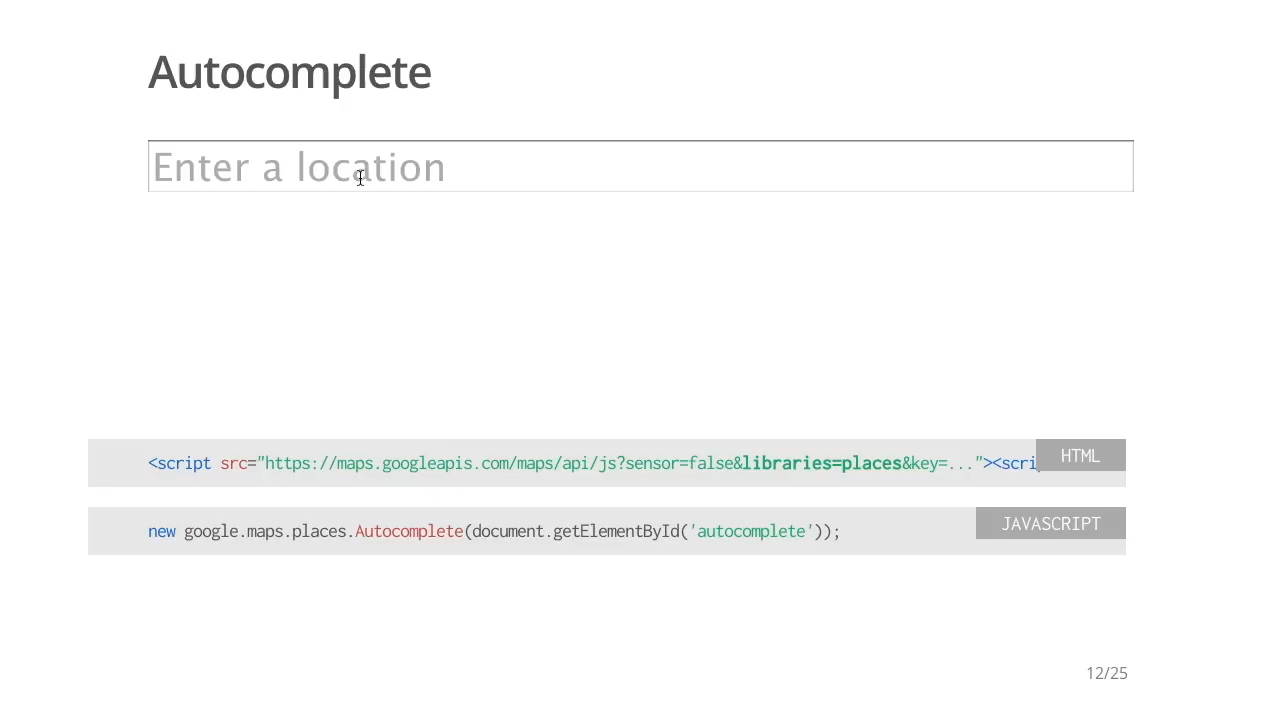 Autocomplete
Enter a location
HTML
<script src="https://maps.googleapis.com/maps/api/js?sensor=false&libraries=places&key=..."><scri
JAVASCRIPT
new google.maps.places.Autocomplete(document.getElementById('autocomplete'));
12/25